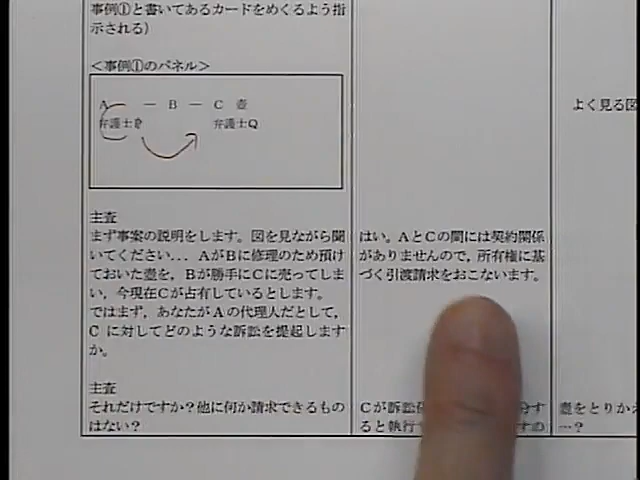 事例①と書いてあるカードをめくるよう指
示される）
＜事例①のパネル＞
A － B － C 壺
弁護士P 弁護士Q
よく見る図
主査
まず事案の説明をします。図を見ながら聞
いてください... AがBに修理のため預け
ておいた壺を，Bが勝手にCに売ってしま
い，今現在Cが占有しているとします。
ではまず，あなたがAの代理人だとして，
C に対してどのような訴訟を提起します
か。
はい。AとCの間には契約関係
がありませんので，所有権に基
づく引渡請求をおこないます。
主査
それだけですか？他に何か請求できるもの
はない？
Cが訴訟
ると執行
壺をとりか
…？